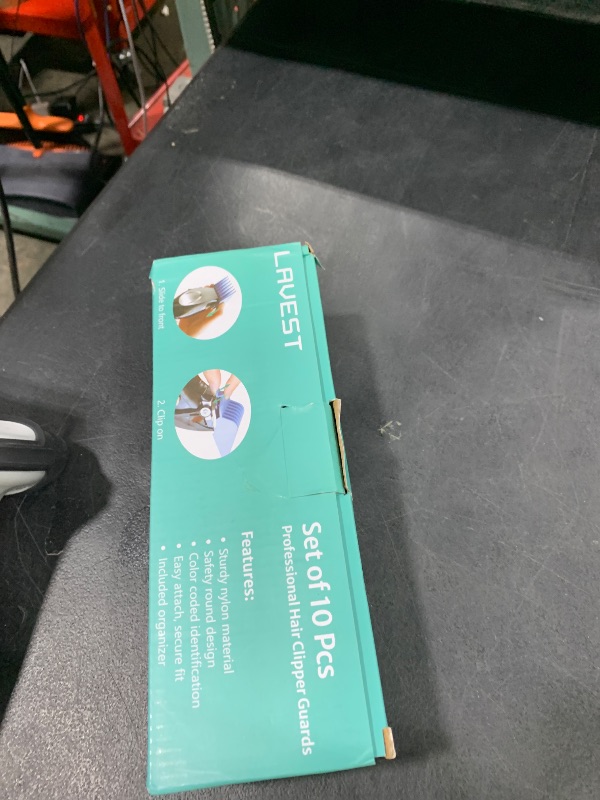 LAVEST
1. Slide to front
2. Clip on
Set of 10 Pcs
Professional Hair Clipper Guards
Features:
• Sturdy nylon material
• Safety round design
• Color coded identification
• Easy attach, secure fit
• Included organizer